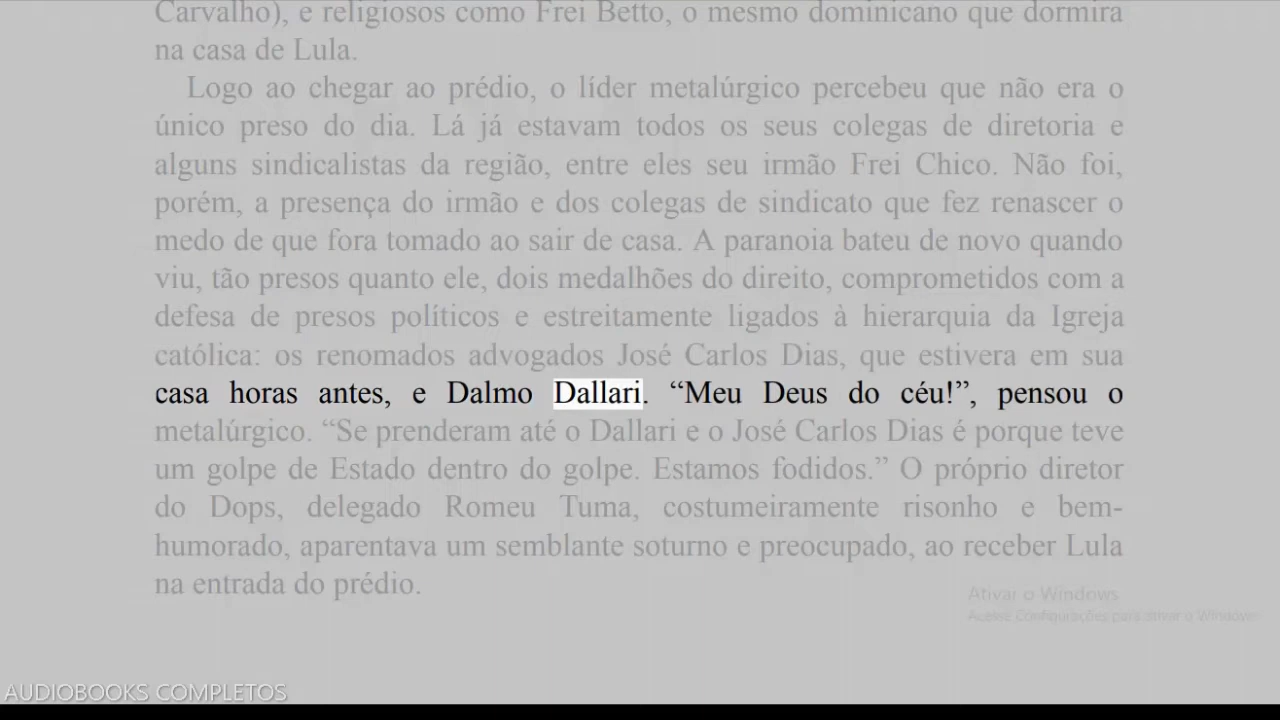 Carvalho), e religiosos como Frei Betto, o mesmo dominicano que dormira
na casa de Lula.
Logo ao chegar ao prédio, o líder metalúrgico percebeu que não era o
único preso do dia. Lá já estavam todos os seus colegas de diretoria e
alguns sindicalistas da região, entre eles seu irmão Frei Chico. Não foi,
porém, a presença do irmão e dos colegas de sindicato que fez renascer o
medo de que fora tomado ao sair de casa. A paranoia bateu de novo quando
viu, tão presos quanto ele, dois medalhões do direito, comprometidos com a
defesa de presos políticos e estreitamente ligados à hierarquia da Igreja
católica: os renomados advogados José Carlos Dias, que estivera em sua
casa horas antes, e Dalmo Dallari. “Meu Deus do céu!”, pensou o
metalúrgico. “Se prenderam até o Dallari e o José Carlos Dias é porque teve
um golpe de Estado dentro do golpe. Estamos fodidos.” O próprio diretor
do Dops, delegado Romeu Tuma, costumeiramente risonho e bem-
humorado, aparentava um semblante soturno e preocupado, ao receber Lula
na entrada do prédio.
Ativar o Windows
Acesse Configurações para ativar o Windows.
AUDIOBOOKS COMPLETOS